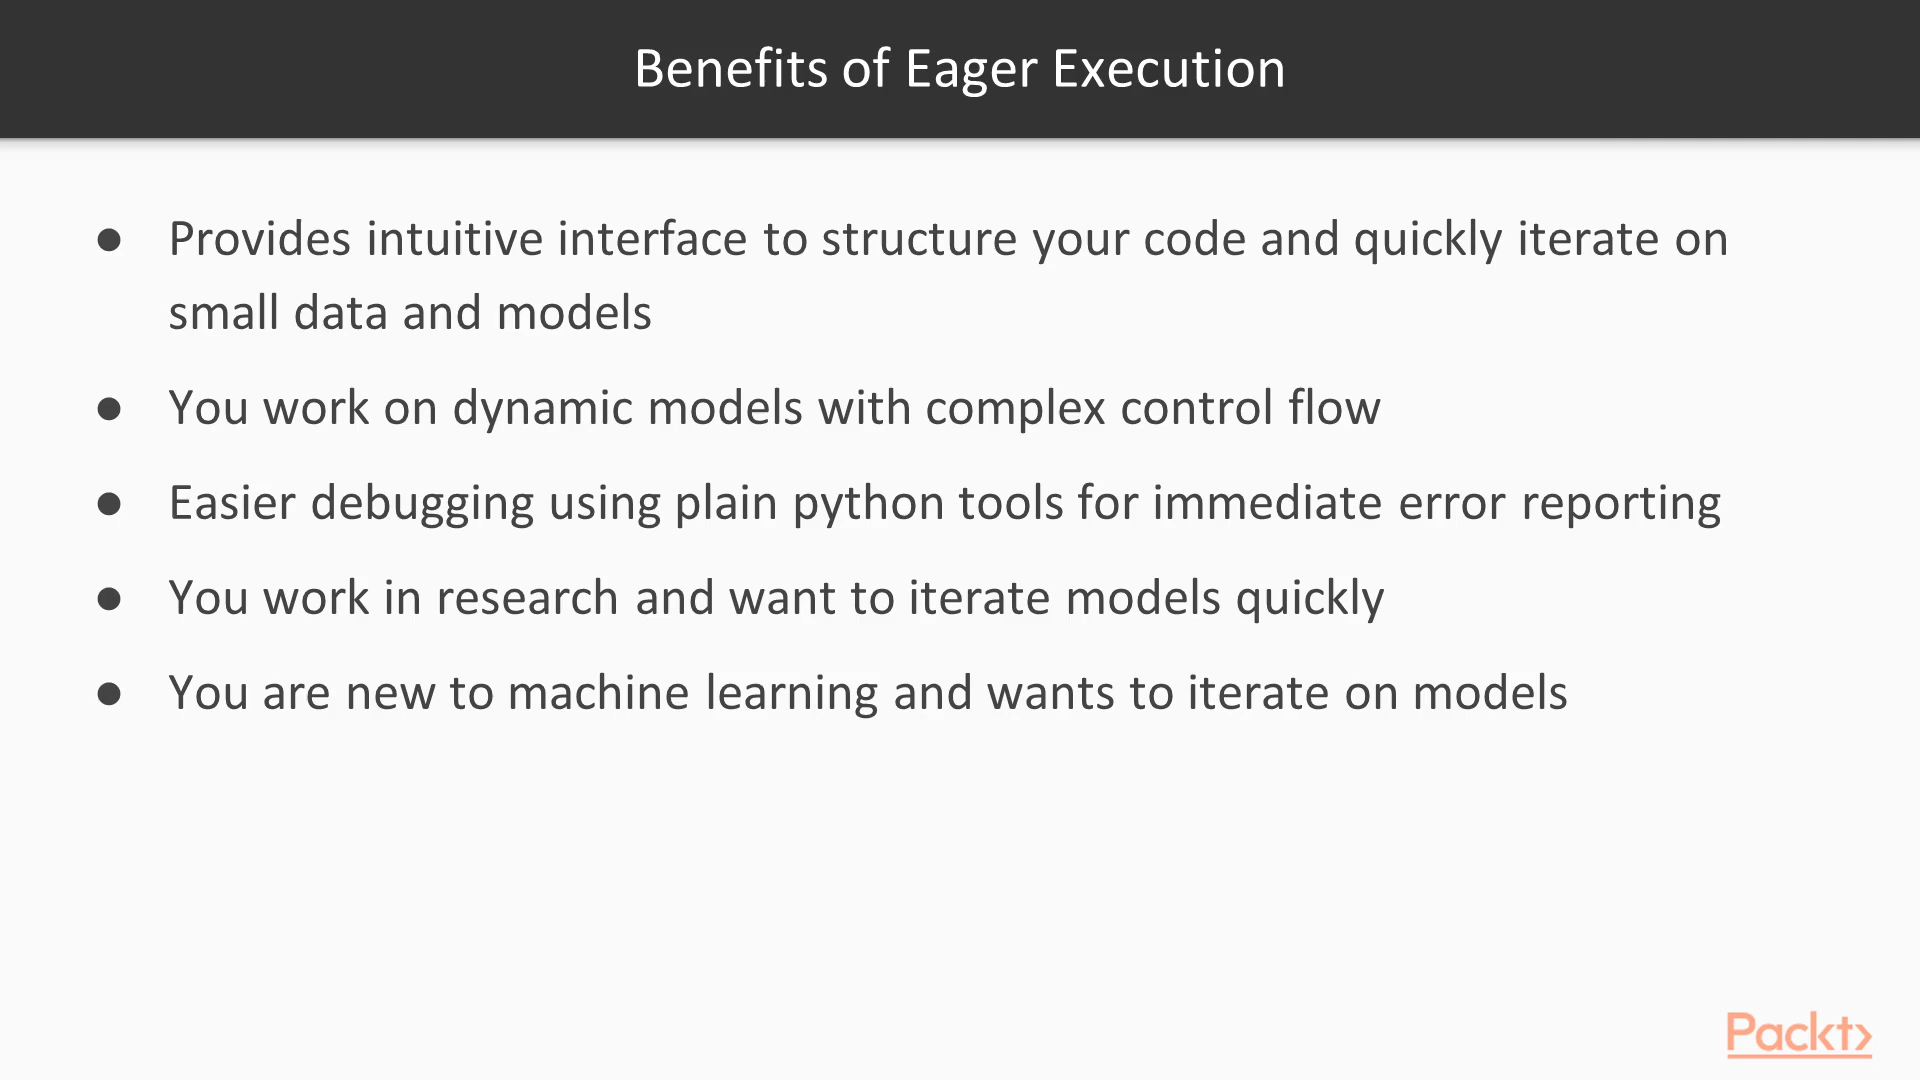 Benefits of Eager Execution
● Provides intuitive interface to structure your code and quickly iterate on
small data and models
● You work on dynamic models with complex control flow
● Easier debugging using plain python tools for immediate error reporting
● You work in research and want to iterate models quickly
● You are new to machine learning and wants to iterate on models
Packt